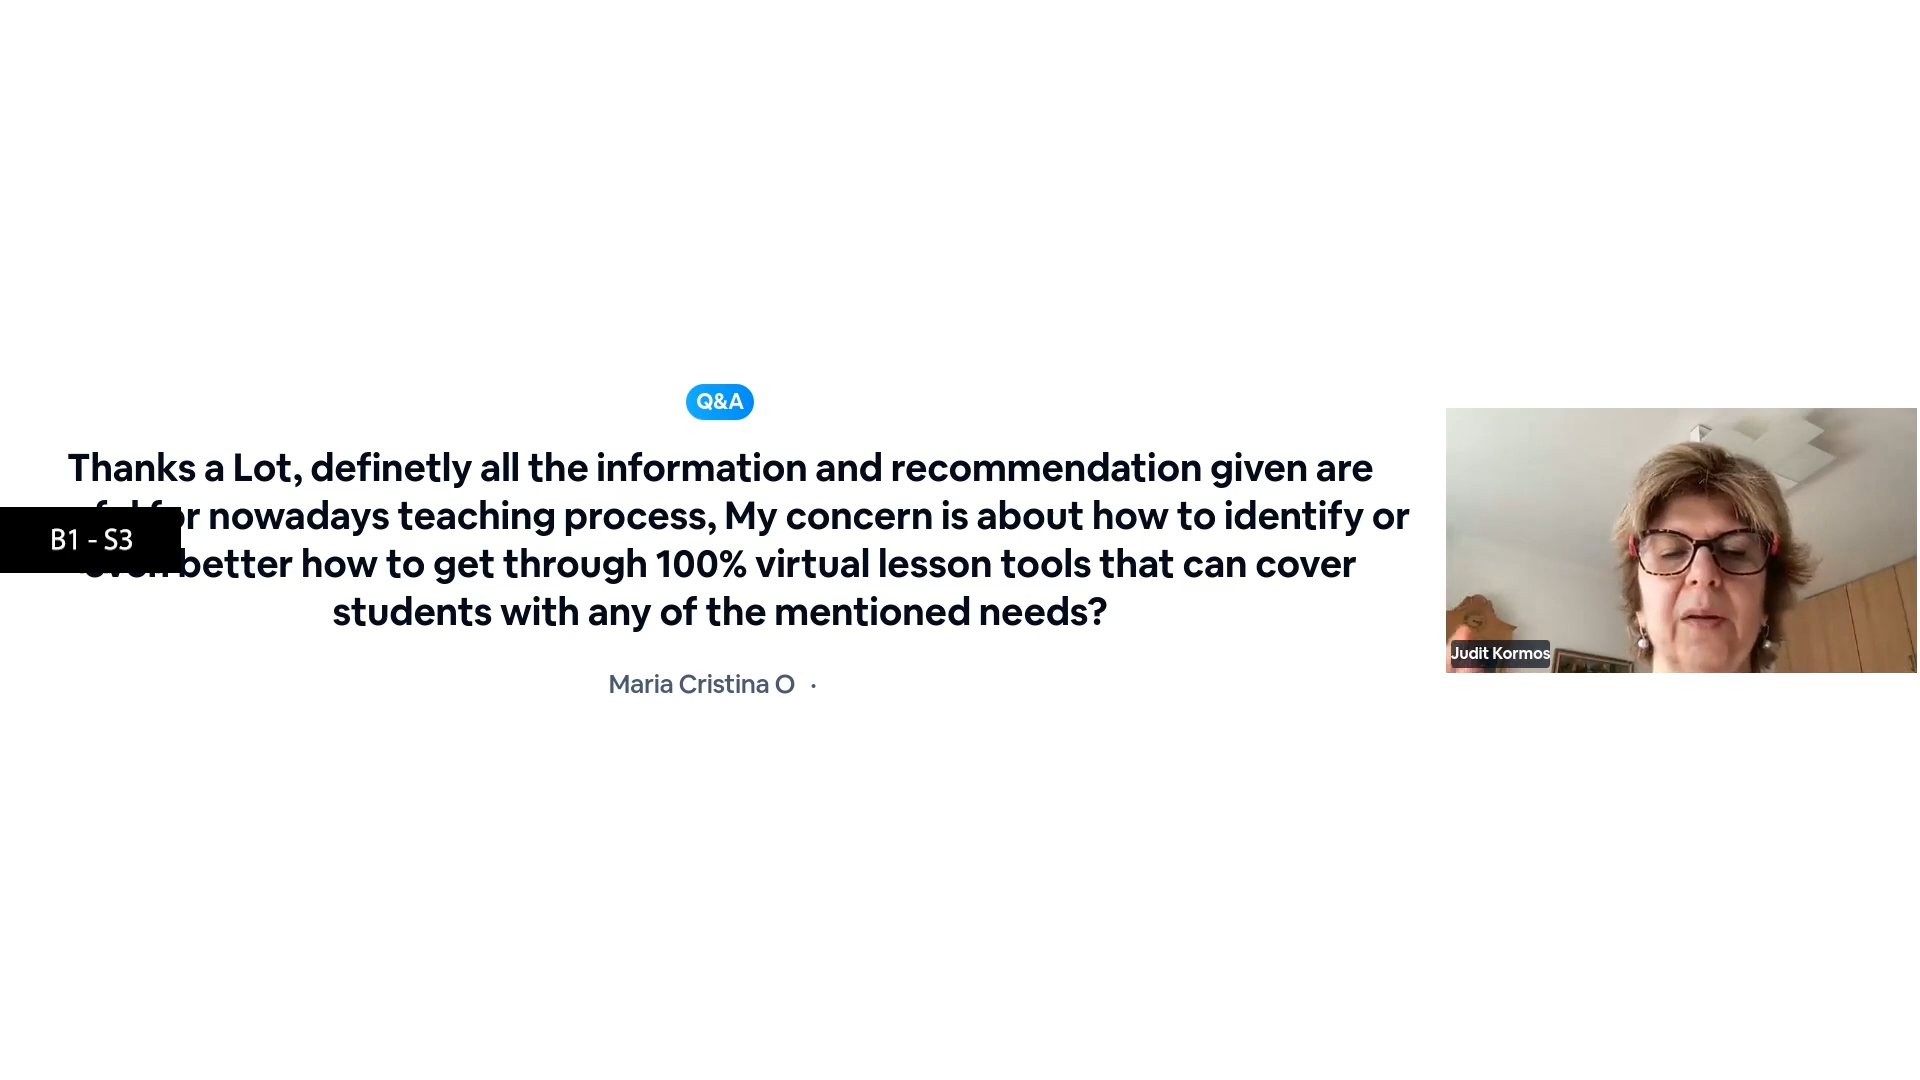 Q&A
Thanks a Lot, definetly all the information and recommendation given are
for nowadays teaching process, My concern is about how to identify or
B1 - S3
even better how to get through 100% virtual lesson tools that can cover
students with any of the mentioned needs?
Judit Kormos
Maria Cristina O ·